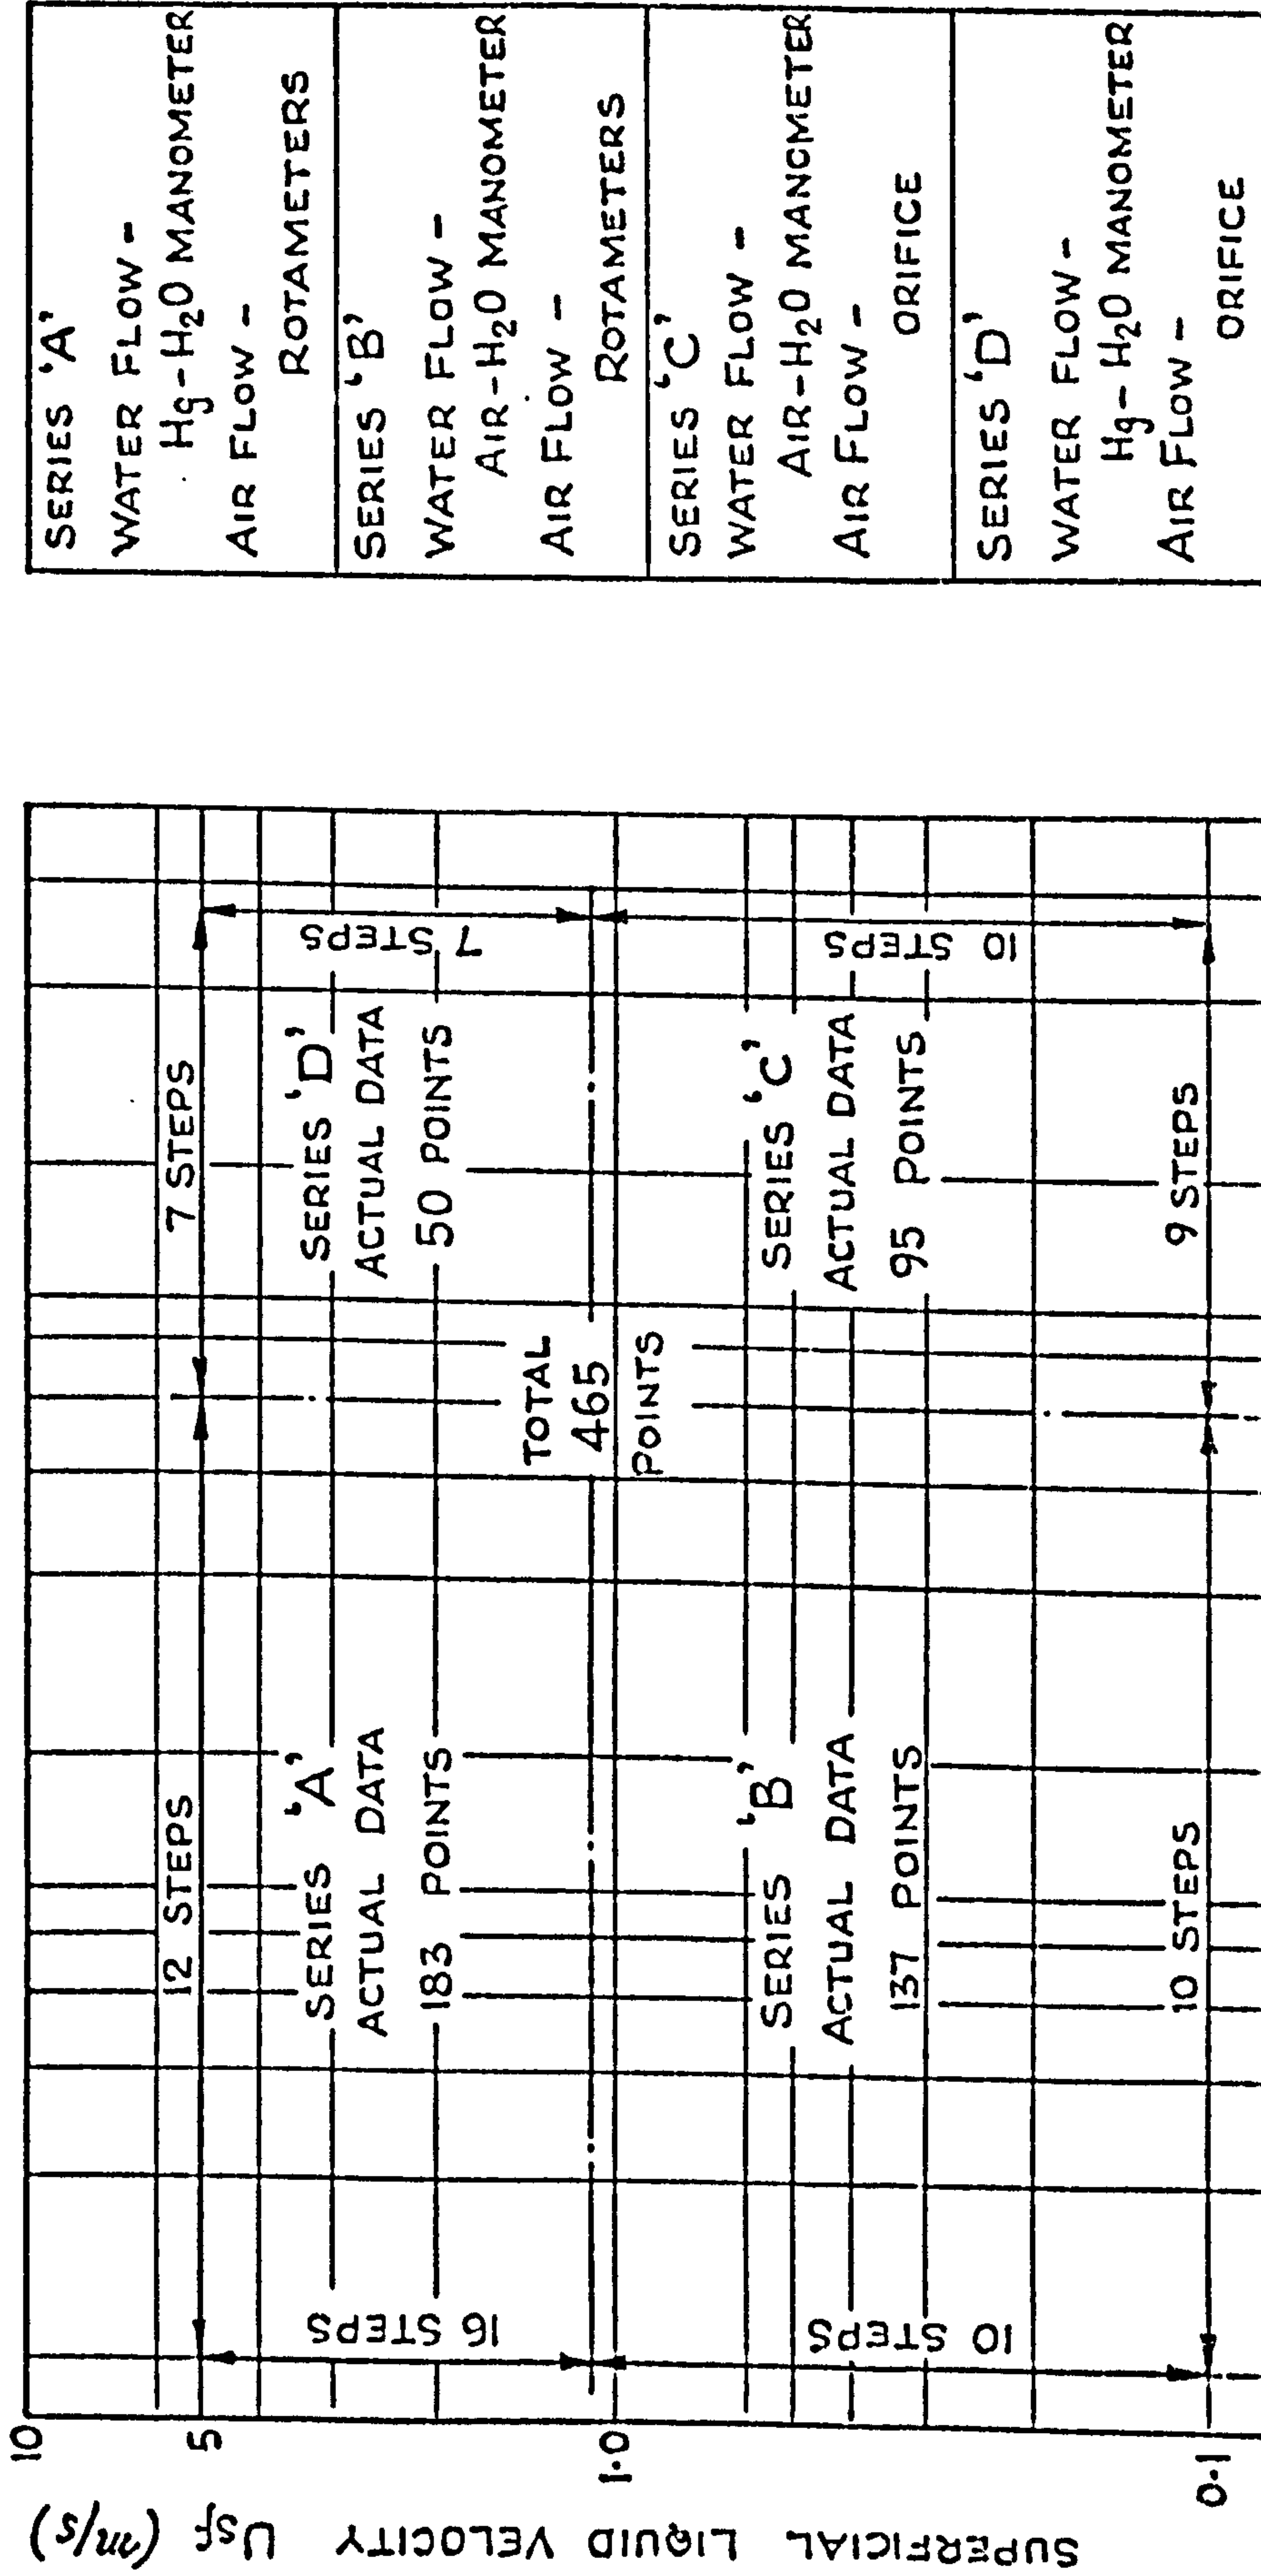 SUPERFICIAL LIQUID VELOCITY Usf (m/s)
10
5
1.0
0.1
12 STEPS
7 STEPS
16 STEPS
SERIES 'A'
ACTUAL DATA
183 POINTS
SERIES 'D'
ACTUAL DATA
50 POINTS
7 STEPS
TOTAL
465
POINTS
10 STEPS
SERIES 'B'
ACTUAL DATA
137 POINTS
SERIES 'C'
ACTUAL DATA
95 POINTS
10 STEPS
10 STEPS
9 STEPS
SERIES 'A'
WATER FLOW -
Hg-H2O MANOMETER
AIR FLOW -
ROTAMETERS
SERIES 'B'
WATER FLOW -
AIR-H2O MANOMETER
AIR FLOW -
ROTAMETERS
SERIES 'C'
WATER FLOW -
AIR-H2O MANCMETER
AIR FLOW -
ORIFICE
SERIES 'D'
WATER FLOW -
Hg-H2O MANOMETER
AIR FLOW -
ORIFICE